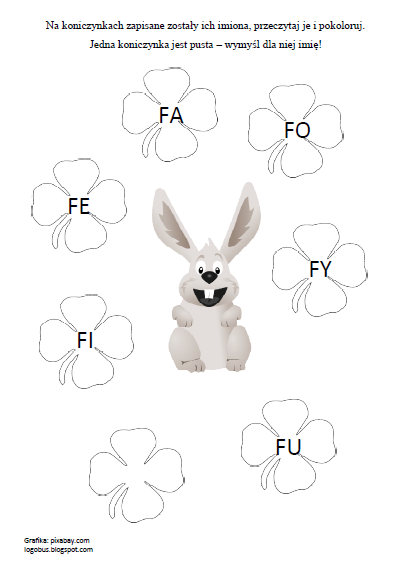 Na koniczynkach zapisane zostały ich imiona, przeczytaj je i pokoloruj.
Jedna koniczynka jest pusta – wymyśl dla niej imię!
FA
FO
FE
FY
FI
FU
Grafika: pixabay.com
logobus.blogspot.com